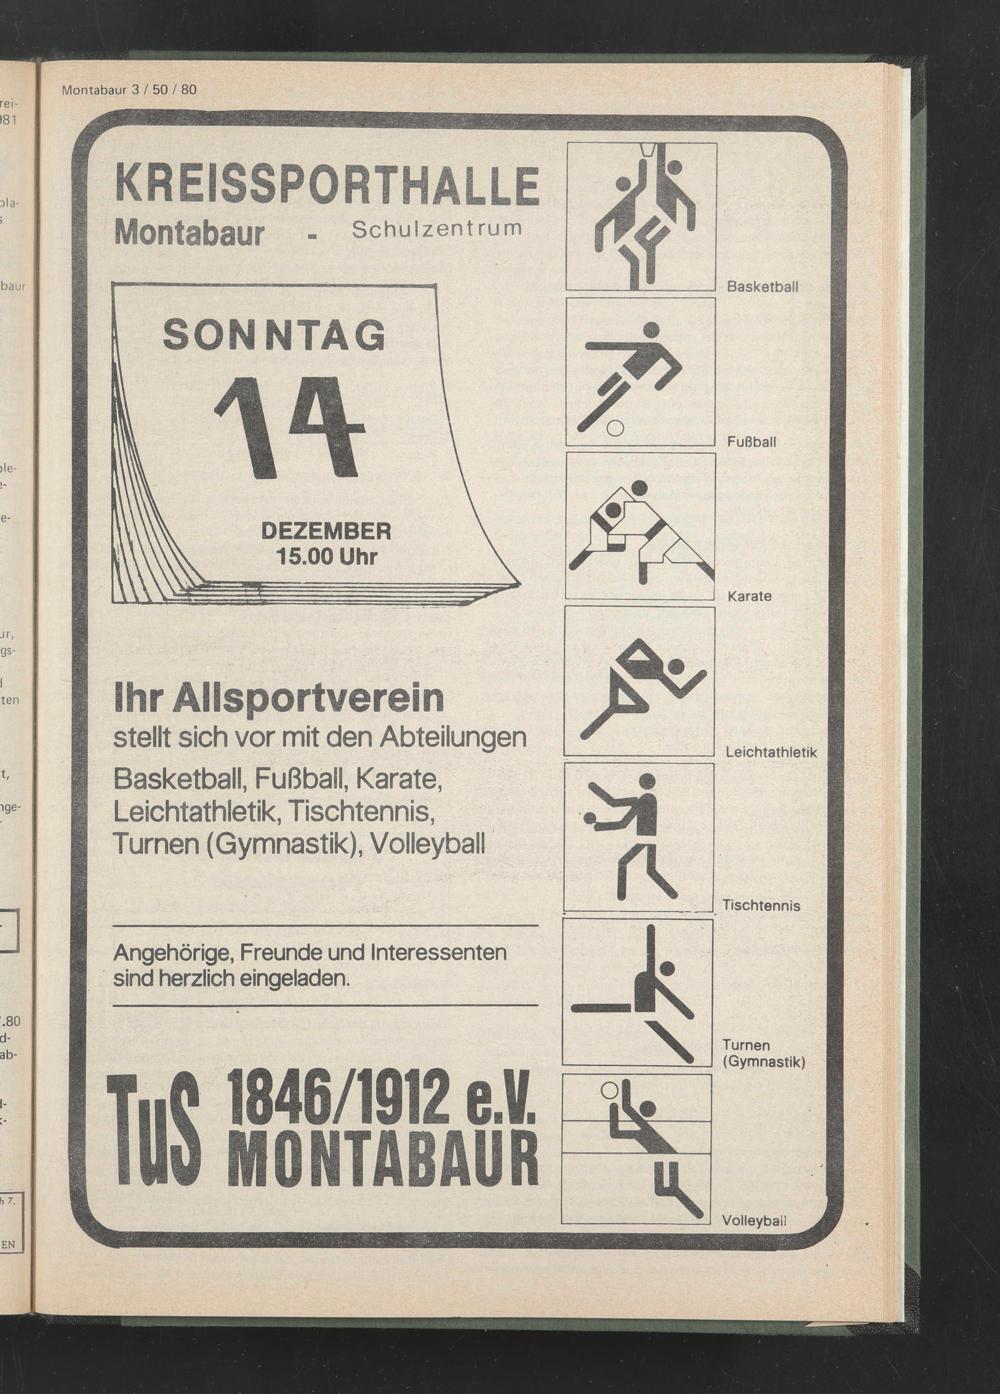 Montabaur 3 / 50 / 80
KREISSPORTHALLE
Montabaur - Schulzentrum
SONNTAG
14
DEZEMBER
15.00 Uhr
Ihr Allsportverein
stellt sich vor mit den Abteilungen
Basketball, Fußball, Karate,
Leichtathletik, Tischtennis,
Turnen (Gymnastik), Volleyball
Angehörige, Freunde und Interessenten
sind herzlich eingeladen.
TuS 1846/1912 e.V.
MONTABAUR
Basketball
Fußball
Karate
Leichtathletik
Tischtennis
Turnen
(Gymnastik)
Volleyball